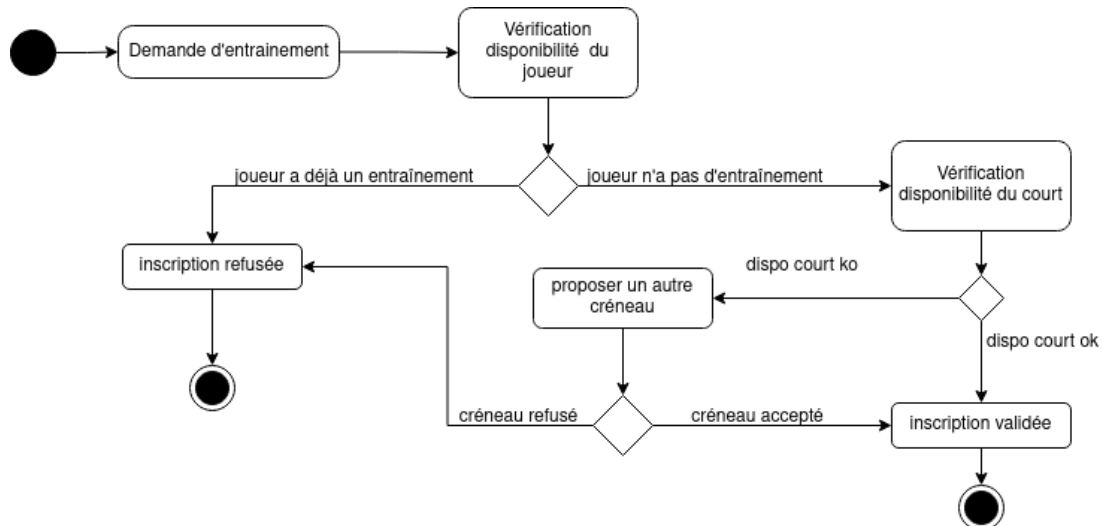 Demande d'entrainement
Vérification
disponibilité du
joueur
joueur a déjà un entraînement
joueur n'a pas d'entraînement
Vérification
disponibilité du court
inscription refusée
dispo court ko
proposer un autre
créneau
dispo court ok
créneau refusé
créneau accepté
inscription validée